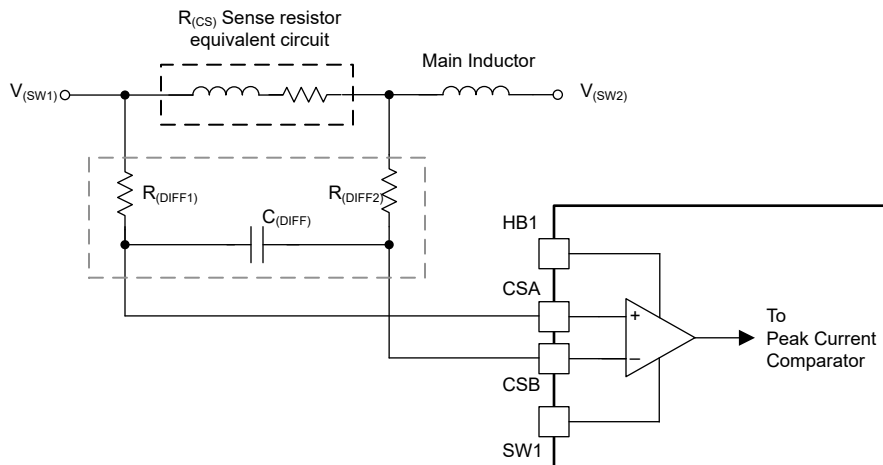 R(CS) Sense resistor
equivalent circuit
Main Inductor
V(SW1)
V(SW2)
R(DIFF1)
R(DIFF2)
C(DIFF)
HB1
CSA
+
To
Peak Current
Comparator
–
CSB
SW1